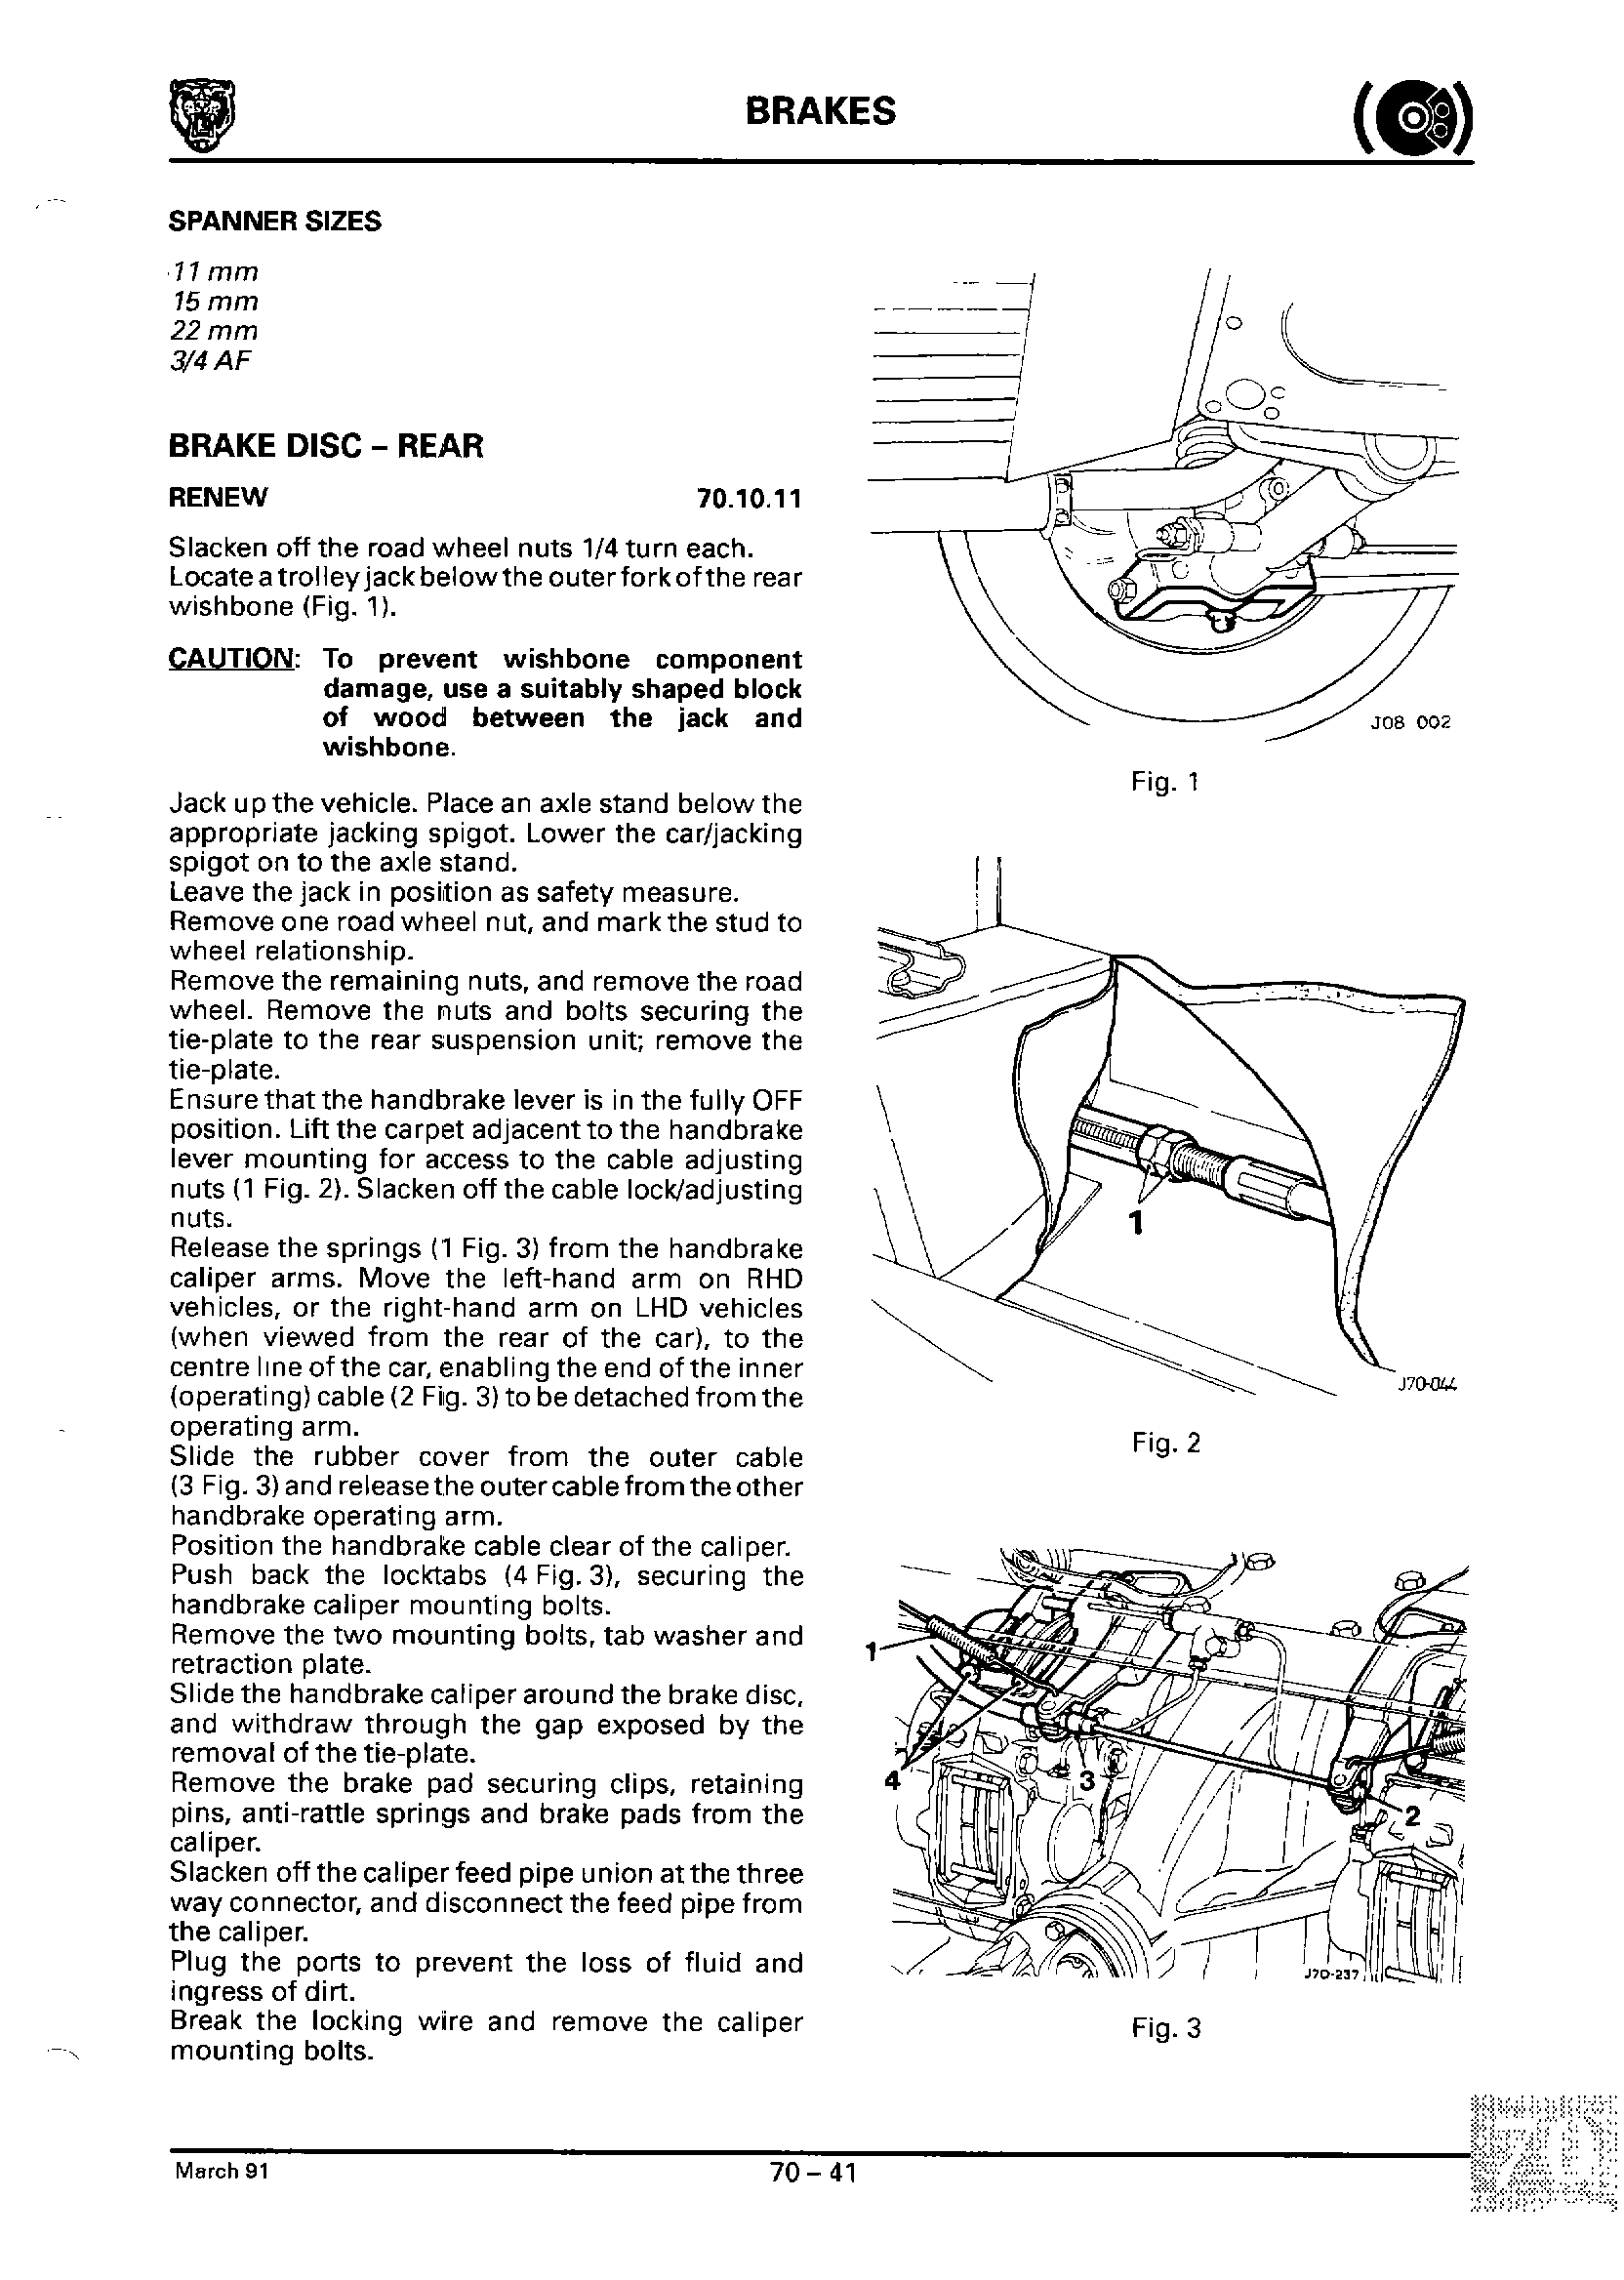 BRAKES
SPANNER SIZES
11 mm
15 mm
22 mm
3/4 AF
BRAKE DISC – REAR
RENEW 70.10.11
Slacken off the road wheel nuts 1/4 turn each.
Locate a trolley jack below the outer fork of the rear
wishbone (Fig. 1).
CAUTION: To prevent wishbone component
damage, use a suitably shaped block
of wood between the jack and
wishbone.
Jack up the vehicle. Place an axle stand below the
appropriate jacking spigot. Lower the car/jacking
spigot on to the axle stand.
Leave the jack in position as safety measure.
Remove one road wheel nut, and mark the stud to
wheel relationship.
Remove the remaining nuts, and remove the road
wheel. Remove the nuts and bolts securing the
tie-plate to the rear suspension unit; remove the
tie-plate.
Ensure that the handbrake lever is in the fully OFF
position. Lift the carpet adjacent to the handbrake
lever mounting for access to the cable adjusting
nuts (1 Fig. 2). Slacken off the cable lock/adjusting
nuts.
Release the springs (1 Fig. 3) from the handbrake
caliper arms. Move the left-hand arm on RHD
vehicles, or the right-hand arm on LHD vehicles
(when viewed from the rear of the car), to the
centre line of the car, enabling the end of the inner
(operating) cable (2 Fig. 3) to be detached from the
operating arm.
Slide the rubber cover from the outer cable
(3 Fig. 3) and release the outer cable from the other
handbrake operating arm.
Position the handbrake cable clear of the caliper.
Push back the locktabs (4 Fig. 3), securing the
handbrake caliper mounting bolts.
Remove the two mounting bolts, tab washer and
retraction plate.
Slide the handbrake caliper around the brake disc,
and withdraw through the gap exposed by the
removal of the tie-plate.
Remove the brake pad securing clips, retaining
pins, anti-rattle springs and brake pads from the
caliper.
Slacken off the caliper feed pipe union at the three
way connector, and disconnect the feed pipe from
the caliper.
Plug the ports to prevent the loss of fluid and
ingress of dirt.
Break the locking wire and remove the caliper
mounting bolts.
J08 002
Fig. 1
1
J70-044
Fig. 2
1
4
3
2
J70-237
Fig. 3
March 91
70 – 41
70